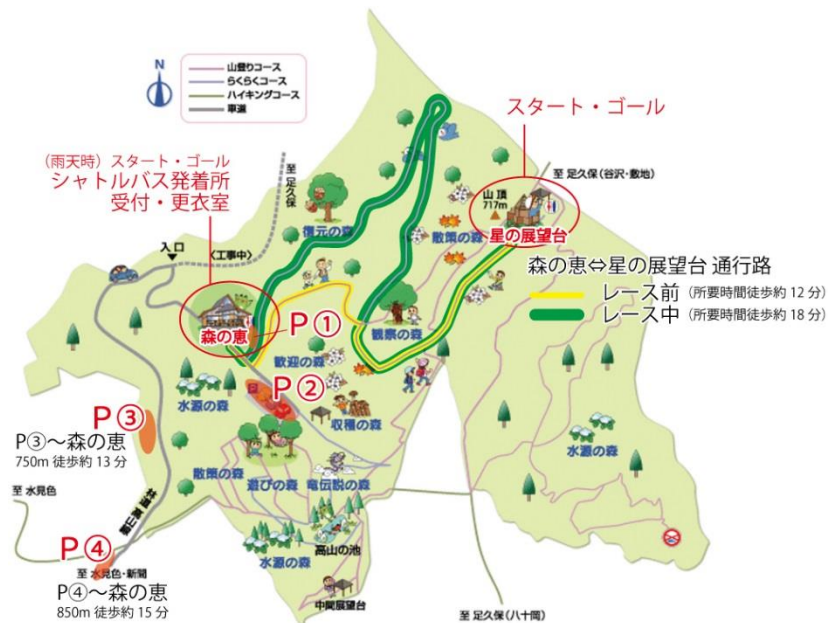 N
山登りコース
らくらくコース
ハイキングコース
車道
スタート・ゴール
(雨天時) スタート・ゴール
シャトルバス発着所
受付・更衣室
至 足久保
至 足久保(谷沢・敷地)
山頂
717m
星の展望台
復元の森
散策の森
入口
〈工事中〉
森の恵⇔星の展望台 通行路
レース前 (所要時間徒歩約 12 分)
レース中 (所要時間徒歩約 18 分)
森の恵
P①
観察の森
歓迎の森
P②
水源の森
収穫の森
P③
P③~森の恵
750m 徒歩約 13 分
散策の森
遊びの森
竜伝説の森
水源の森
至 水見色
P④
水源の森
高山の池
至 水見色・新間
P④~森の恵
850m 徒歩約 15 分
中間展望台
至 足久保(八十岡)